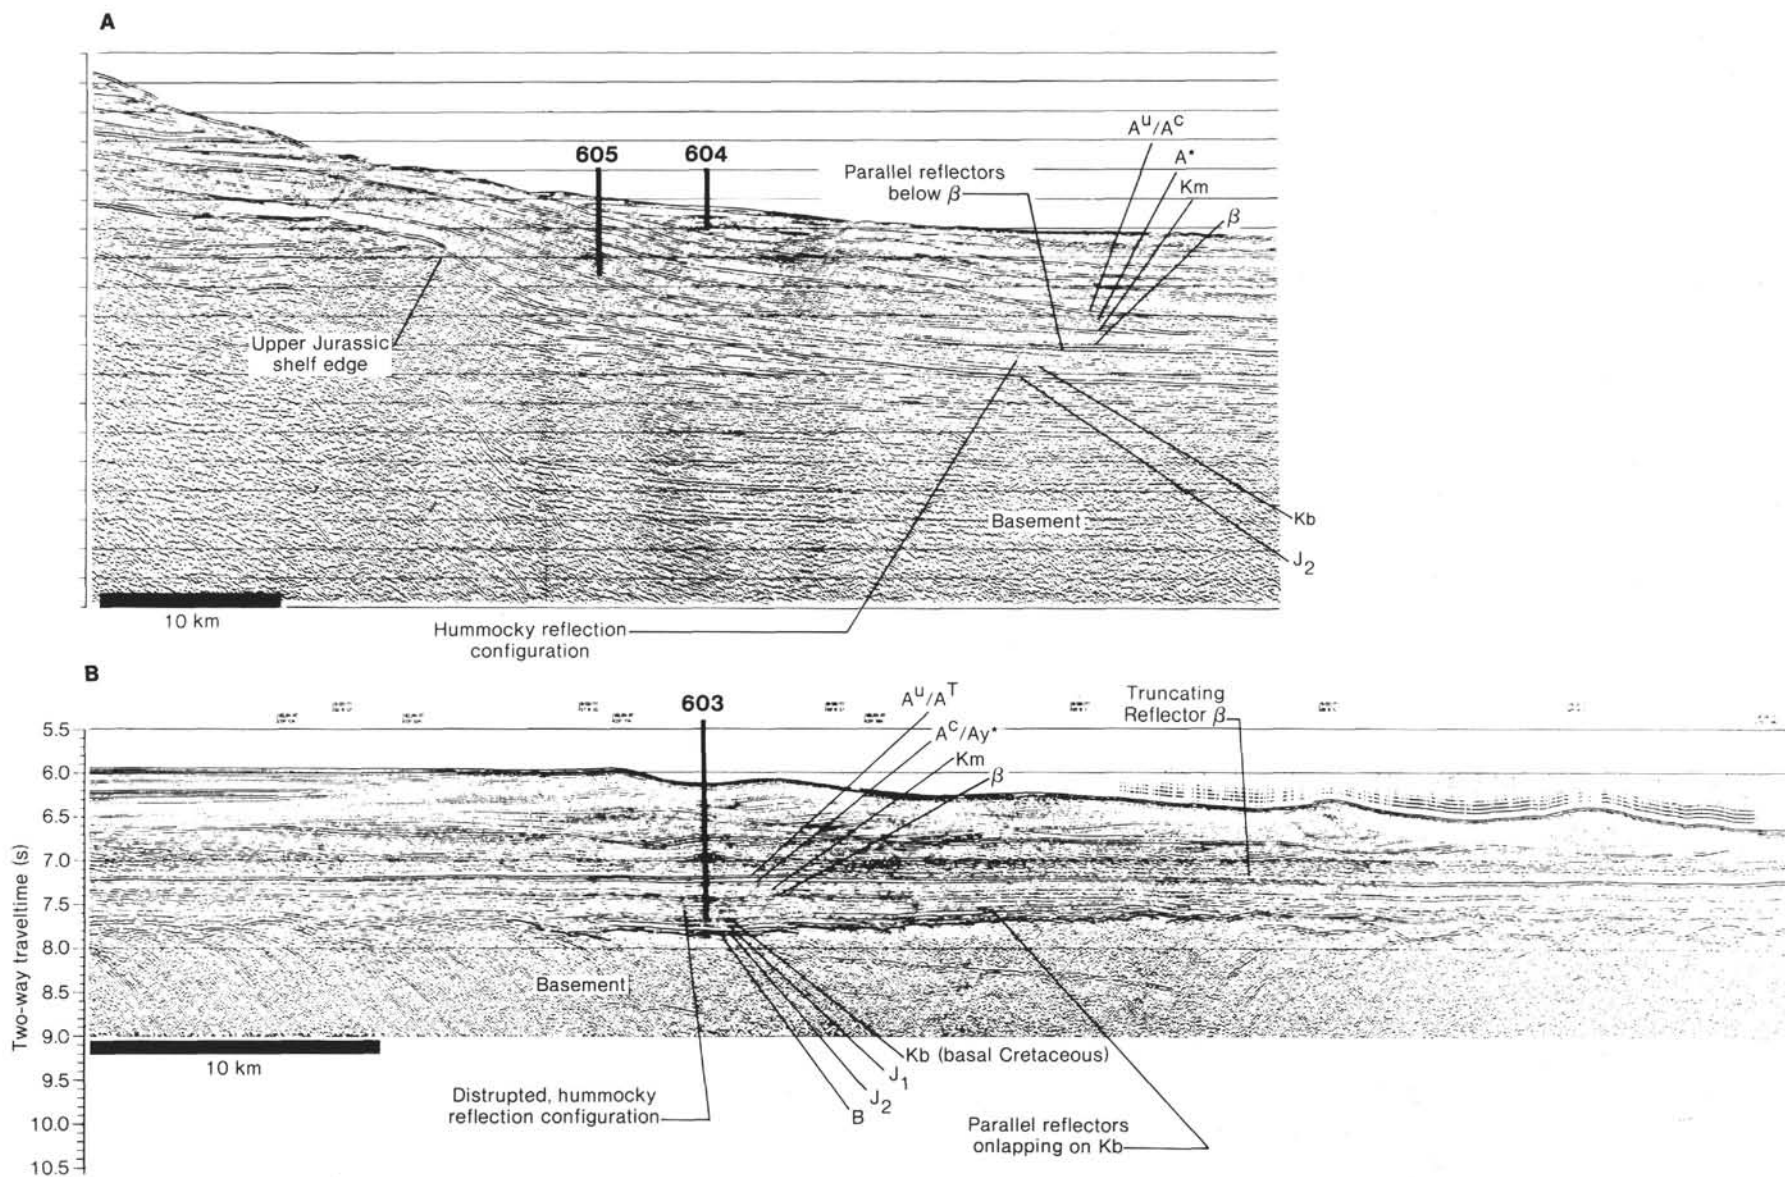 A
605
604
A^U/A^C
A*
Km
β
Parallel reflectors
below β
Upper Jurassic
shelf edge
Basement
Kb
J_2
10 km
Hummocky reflection
configuration
B
603
A^U/A^T
A^C/Ay*
Km
β
Truncating
Reflector β
5.5
6.0
6.5
7.0
7.5
8.0
8.5
9.0
9.5
10.0
10.5
Two-way traveltime (s)
Basement
10 km
Distrupted, hummocky
reflection configuration
Kb (basal Cretaceous)
J_1
J_2
B
Parallel reflectors
onlapping on Kb